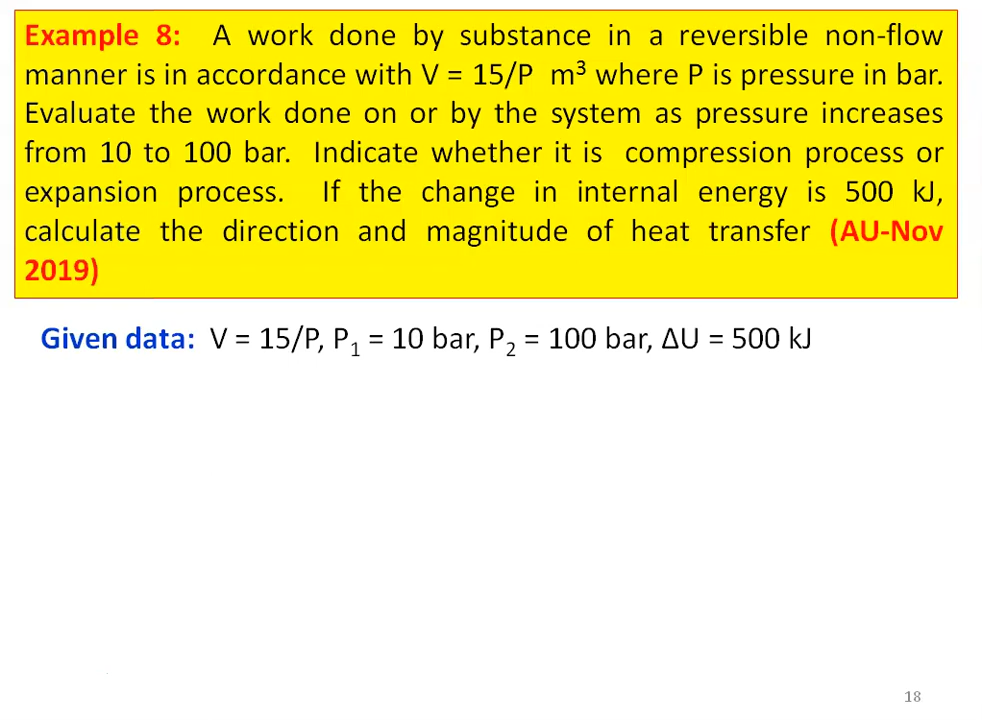 Example 8: A work done by substance in a reversible non-flow
manner is in accordance with V = 15/P m³ where P is pressure in bar.
Evaluate the work done on or by the system as pressure increases
from 10 to 100 bar. Indicate whether it is compression process or
expansion process. If the change in internal energy is 500 kJ,
calculate the direction and magnitude of heat transfer (AU-Nov
2019)
Given data: V = 15/P, P₁ = 10 bar, P₂ = 100 bar, ΔU = 500 kJ
18